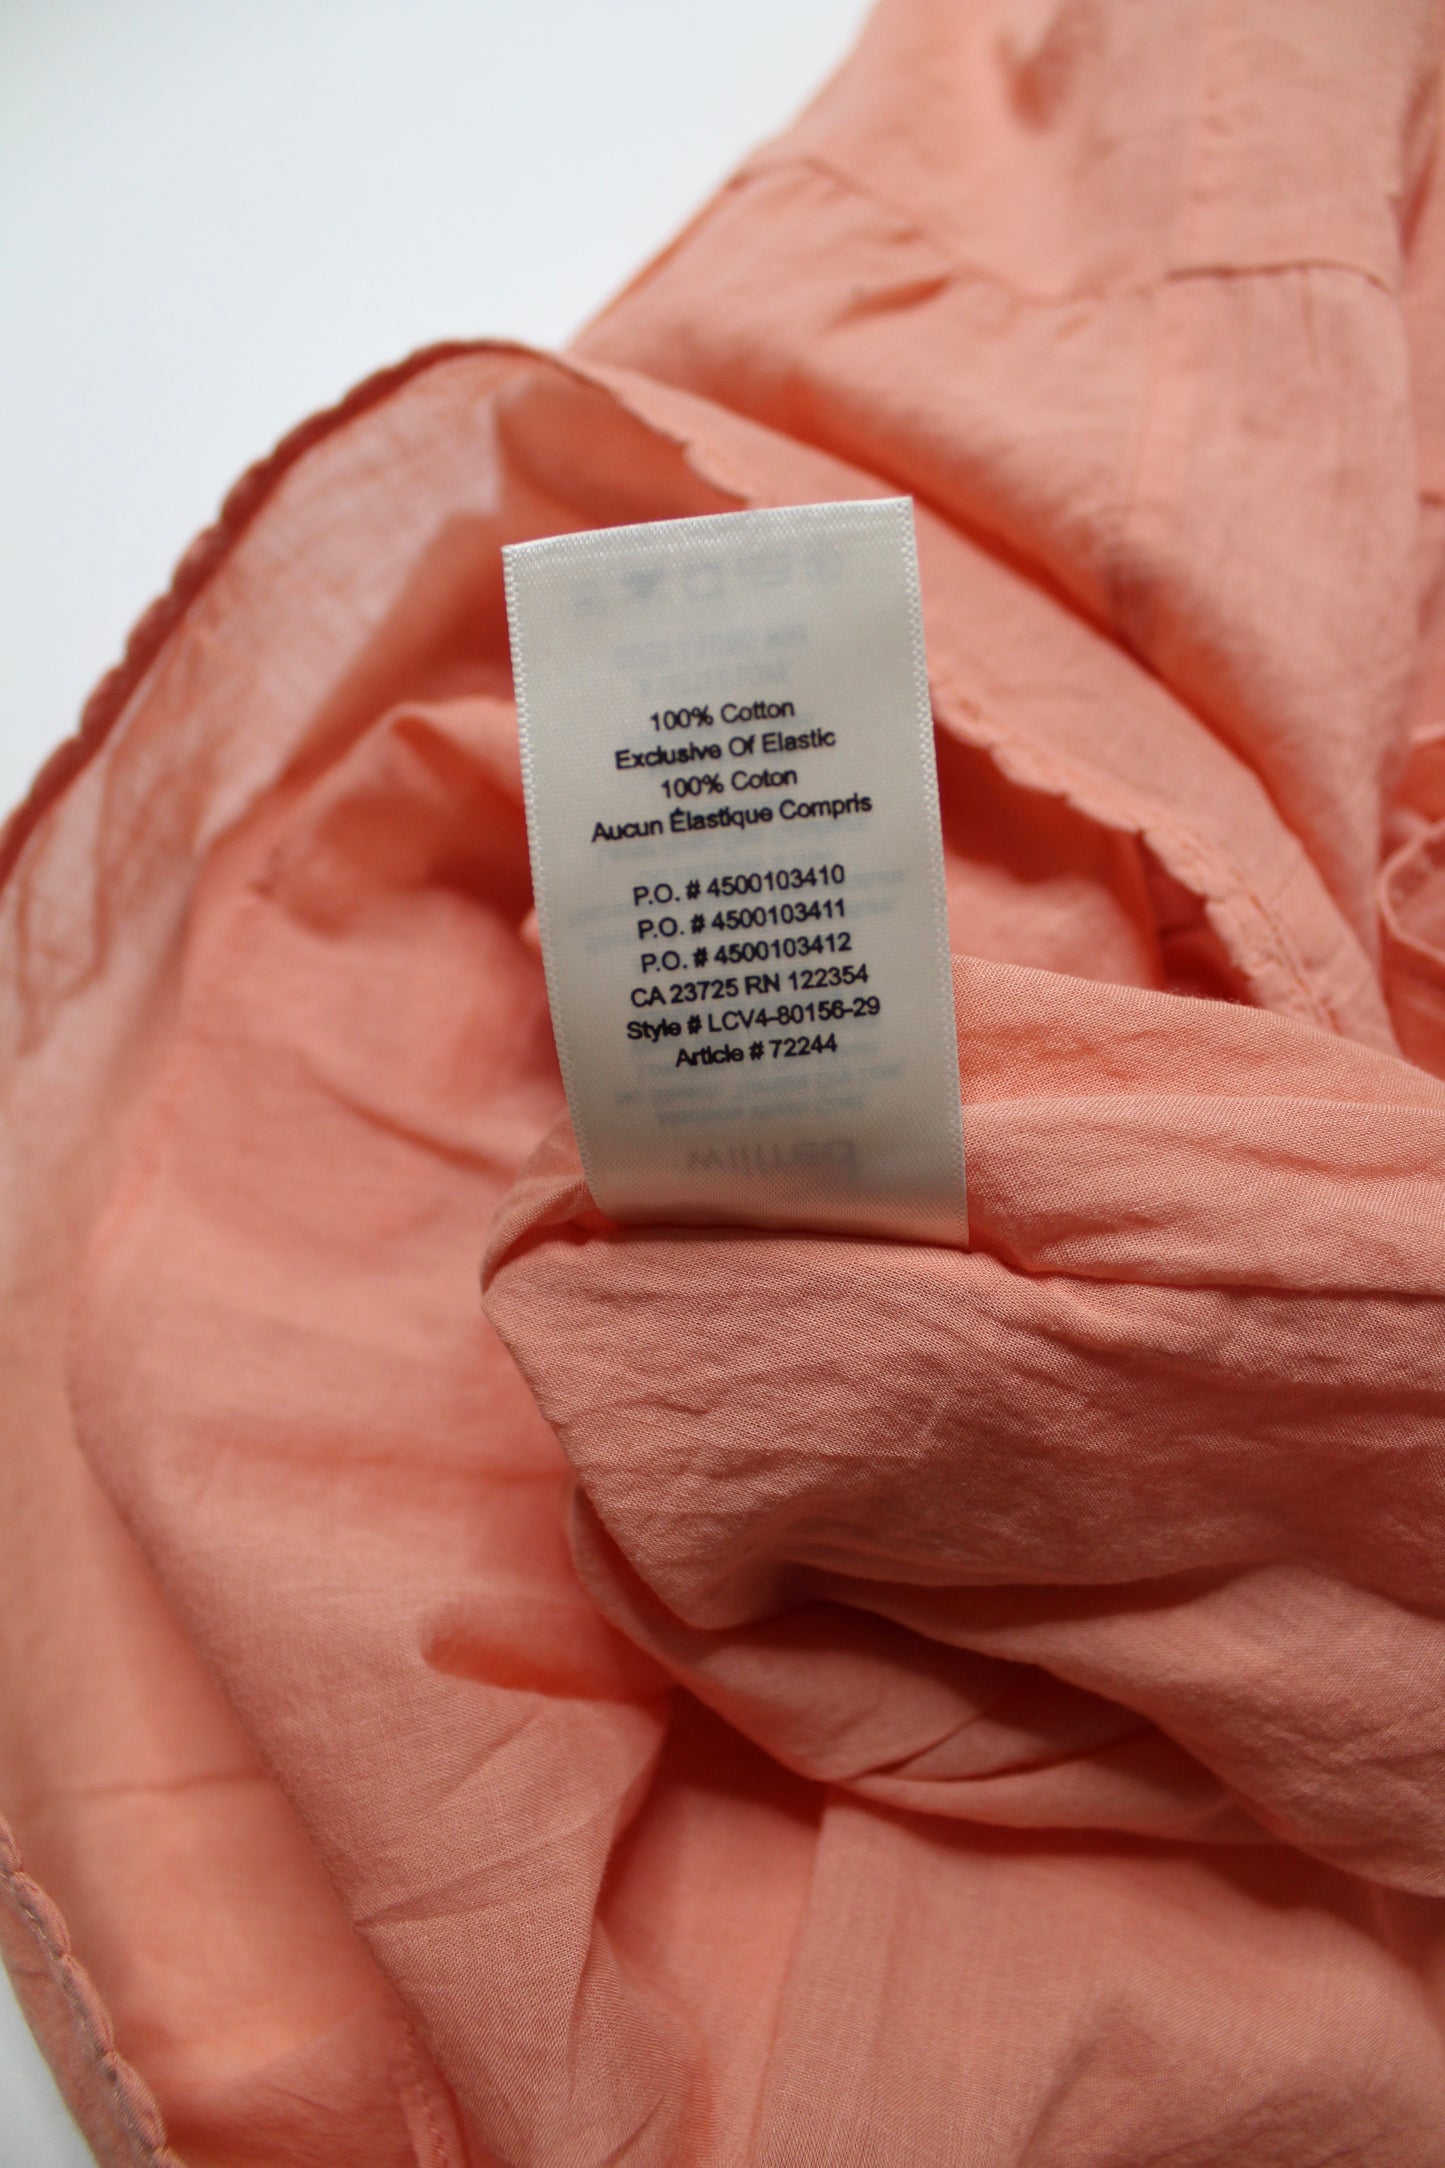 100% Cotton
Exclusive Of Elastic
100% Coton
Aucun Élastique Compris
P.O. # 4500103410
P.O. # 4500103411
P.O. # 4500103412
CA 23725 RN 122354
Style # LCV4-80156-29
Article # 72244
wilfred